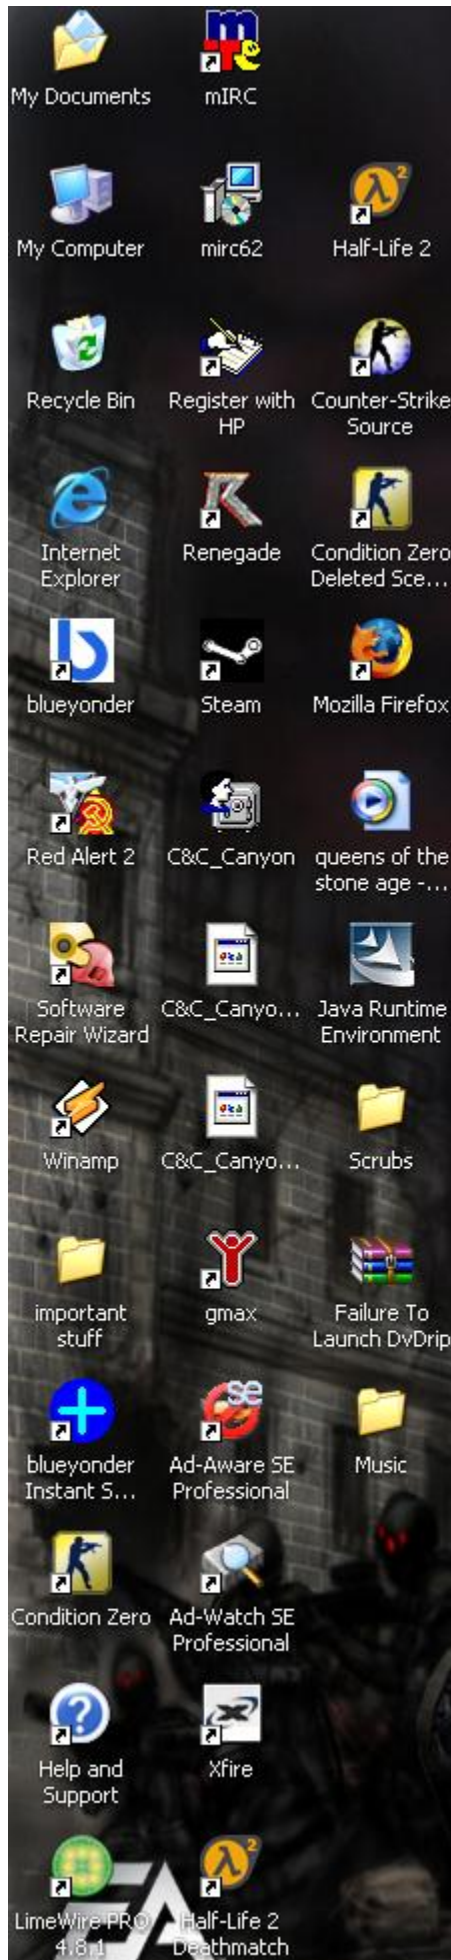 My Documents
mIRC
My Computer
mirc62
Half-Life 2
Recycle Bin
Register with
HP
Counter-Strike
Source
Internet
Explorer
Renegade
Condition Zero
Deleted Sce...
blueyonder
Steam
Mozilla Firefox
Red Alert 2
C&C_Canyon
queens of the
stone age -...
Software
Repair Wizard
C&C_Canyo...
Java Runtime
Environment
Winamp
C&C_Canyo...
Scrubs
important
stuff
gmax
Failure To
Launch DvDrip
blueyonder
Instant S...
Ad-Aware SE
Professional
Music
Condition Zero
Ad-Watch SE
Professional
Help and
Support
Xfire
LimeWire PRO
4.8.1
Half-Life 2
Deathmatch